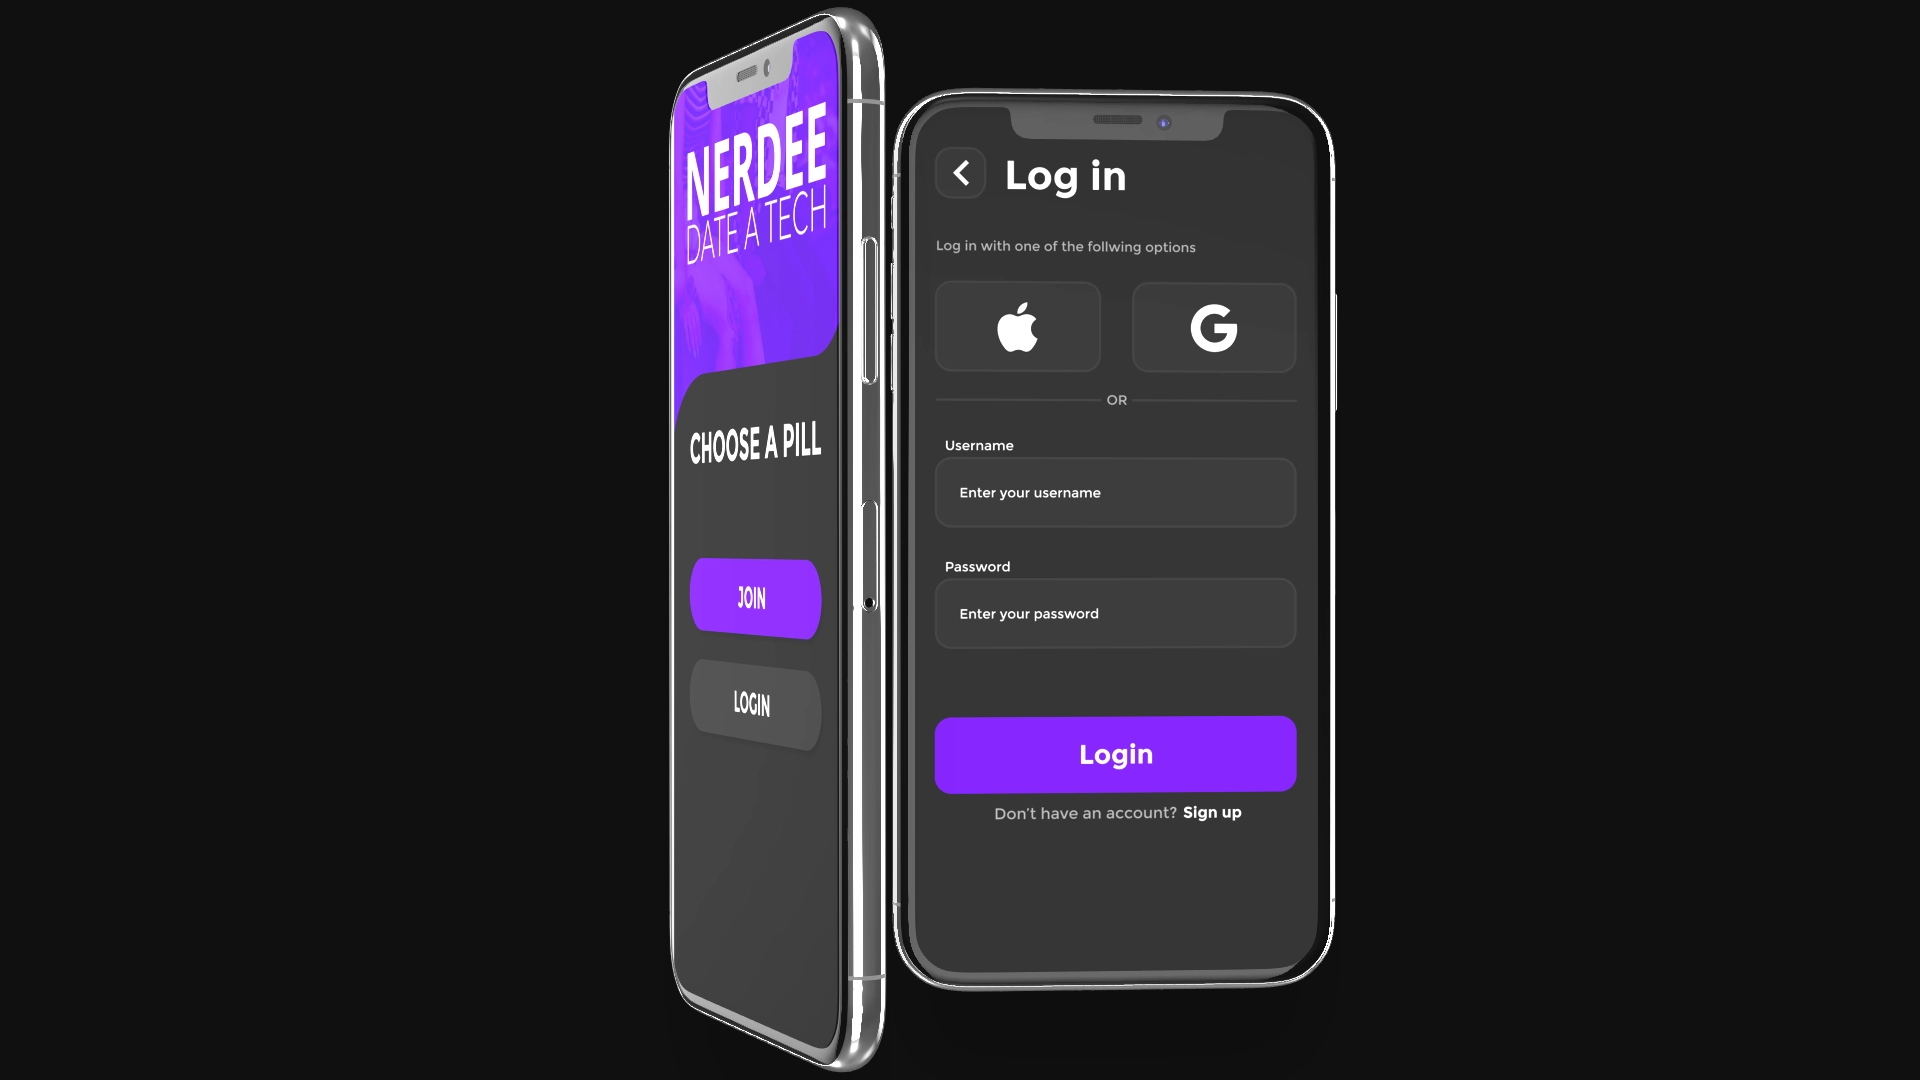 NERDEE
DATE A TECH
CHOOSE A PILL
JOIN
LOGIN
Log in
Log in with one of the follwing options
OR
Username
Enter your username
Password
Enter your password
Login
Don't have an account? Sign up